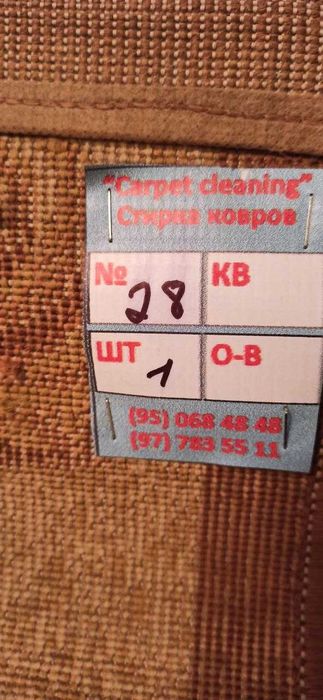 "Carpet cleaning"
Стирка ковров
№ 28 КВ
ШТ 1 О-В
(95) 068 48 48
(97) 783 55 11